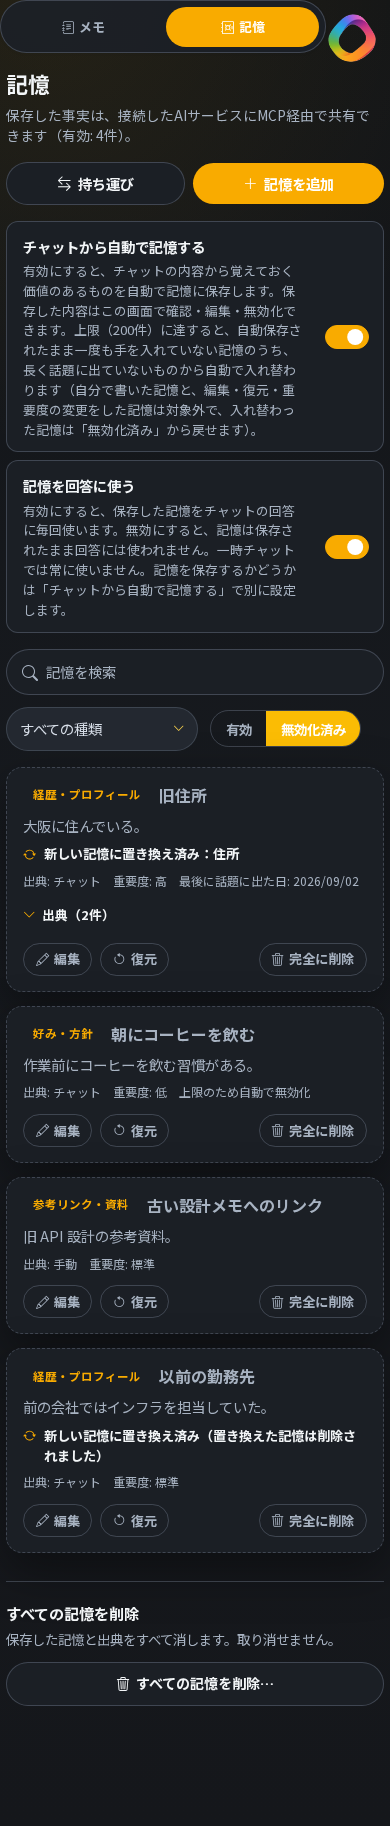 メモ
記憶
記憶
保存した事実は、接続したAIサービスにMCP経由で共有で
きます（有効: 4件）。
持ち運び
記憶を追加
チャットから自動で記憶する
有効にすると、チャットの内容から覚えておく
価値のあるものを自動で記憶に保存します。保
存した内容はこの画面で確認・編集・無効化で
きます。上限（200件）に達すると、自動保存さ
れたまま一度も手を入れていない記憶のうち、
長く話題に出ていないものから自動で入れ替わ
ります（自分で書いた記憶と、編集・復元・重
要度の変更をした記憶は対象外で、入れ替わっ
た記憶は「無効化済み」から戻せます）。
記憶を回答に使う
有効にすると、保存した記憶をチャットの回答
に毎回使います。無効にすると、記憶は保存さ
れたまま回答には使われません。一時チャット
では常に使いません。記憶を保存するかどうか
は「チャットから自動で記憶する」で別に設定
します。
記憶を検索
すべての種類
有効
無効化済み
経歴・プロフィール
旧住所
大阪に住んでいる。
新しい記憶に置き換え済み：住所
出典: チャット 重要度: 高 最後に話題に出た日: 2026/09/02
出典（2件）
編集
復元
完全に削除
好み・方針
朝にコーヒーを飲む
作業前にコーヒーを飲む習慣がある。
出典: チャット 重要度: 低 上限のため自動で無効化
編集
復元
完全に削除
参考リンク・資料
古い設計メモへのリンク
旧 API 設計の参考資料。
出典: 手動 重要度: 標準
編集
復元
完全に削除
経歴・プロフィール
以前の勤務先
前の会社ではインフラを担当していた。
新しい記憶に置き換え済み（置き換えた記憶は削除さ
れました）
出典: チャット 重要度: 標準
編集
復元
完全に削除
すべての記憶を削除
保存した記憶と出典をすべて消します。取り消せません。
すべての記憶を削除…